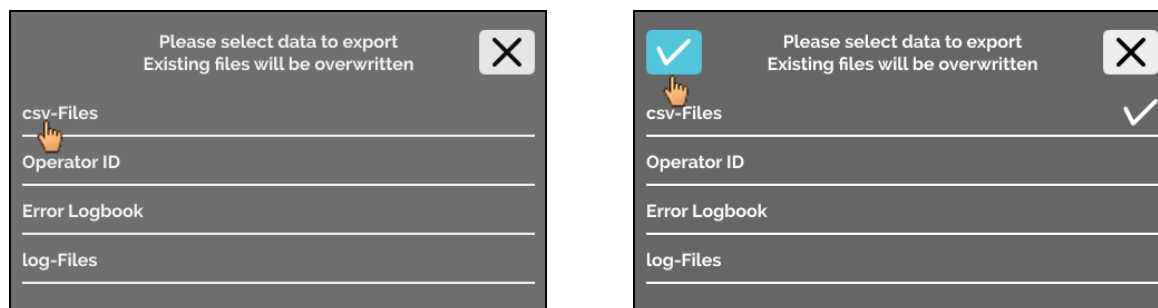 Please select data to export
Existing files will be overwritten
csv-Files
Operator ID
Error Logbook
log-Files
Please select data to export
Existing files will be overwritten
csv-Files
Operator ID
Error Logbook
log-Files